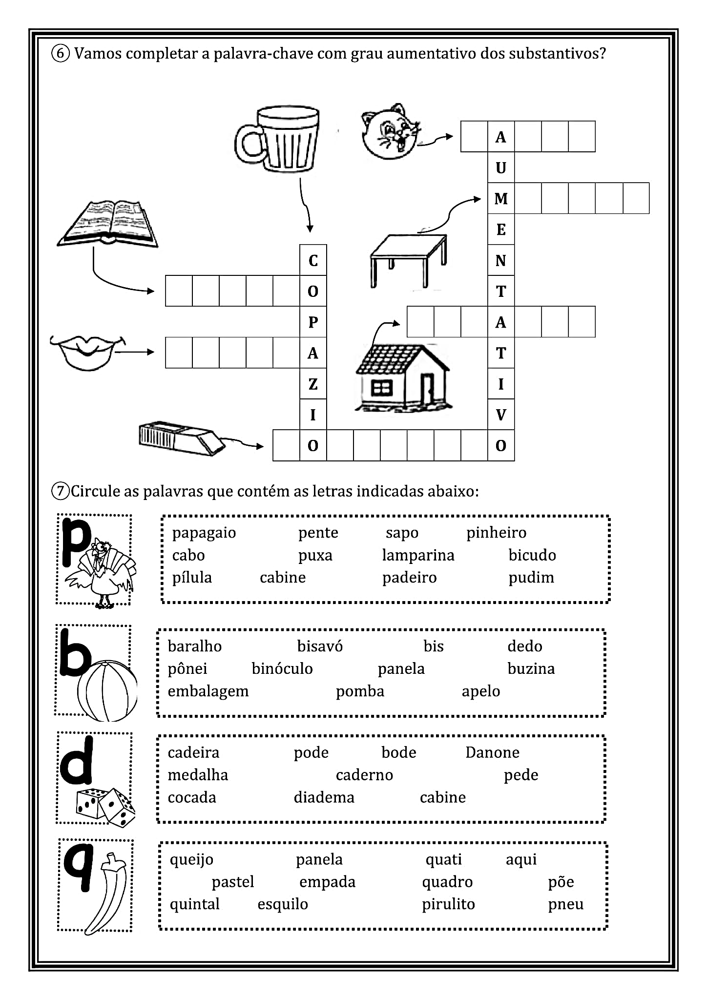 6 Vamos completar a palavra-chave com grau aumentativo dos substantivos?
A
U
M
E
N
T
A
T
I
V
O
C
O
P
A
Z
I
O
7 Circule as palavras que contém as letras indicadas abaixo:
p
papagaio pente sapo pinheiro
cabo puxa lamparina bicudo
pílula cabine padeiro pudim
b
baralho bisavó bis dedo
pônei binóculo panela buzina
embalagem pomba apelo
d
cadeira pode bode Danone
medalha caderno pede
cocada diadema cabine
q
queijo panela quati aqui
pastel empada quadro põe
quintal esquilo pirulito pneu